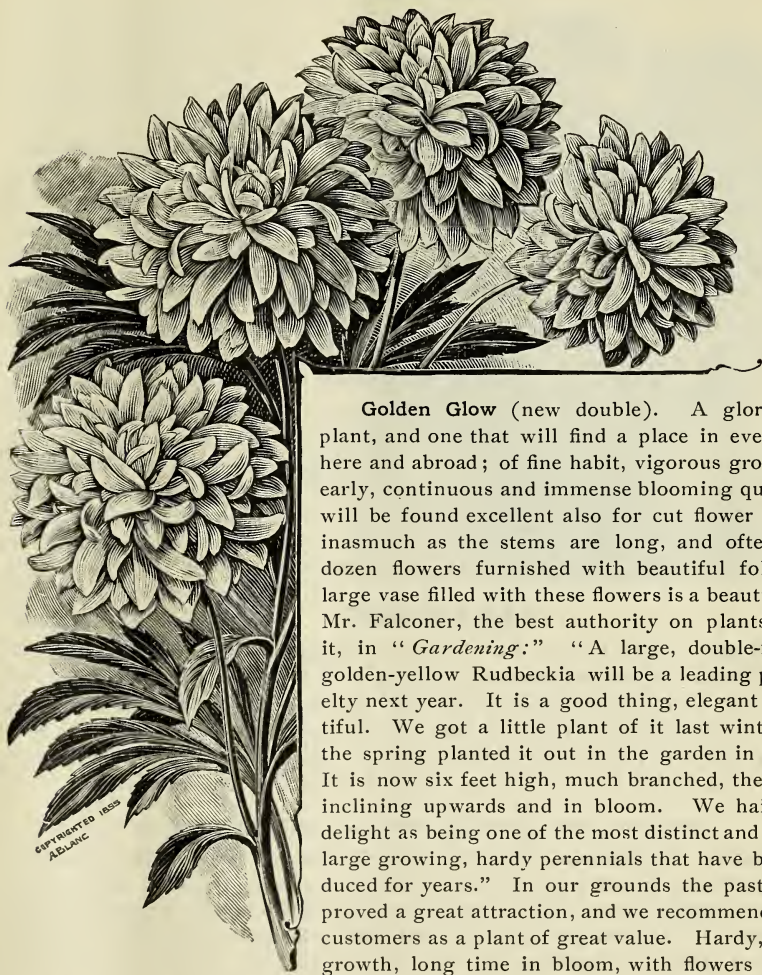 Golden Glow (new double). A glor
plant, and one that will find a place in eve
here and abroad; of fine habit, vigorous gro
early, continuous and immense blooming qu
will be found excellent also for cut flower
inasmuch as the stems are long, and ofte
dozen flowers furnished with beautiful fol
large vase filled with these flowers is a beaut
Mr. Falconer, the best authority on plants
it, in “Gardening:” “A large, double-
golden-yellow Rudbeckia will be a leading p
elty next year. It is a good thing, elegant
tiful. We got a little plant of it last wint
the spring planted it out in the garden in
It is now six feet high, much branched, the
inclining upwards and in bloom. We hai
delight as being one of the most distinct and
large growing, hardy perennials that have b
duced for years.” In our grounds the past
proved a great attraction, and we recommend
customers as a plant of great value. Hardy,
growth, long time in bloom, with flowers
COPYRIGHTED 1895
A BLANC